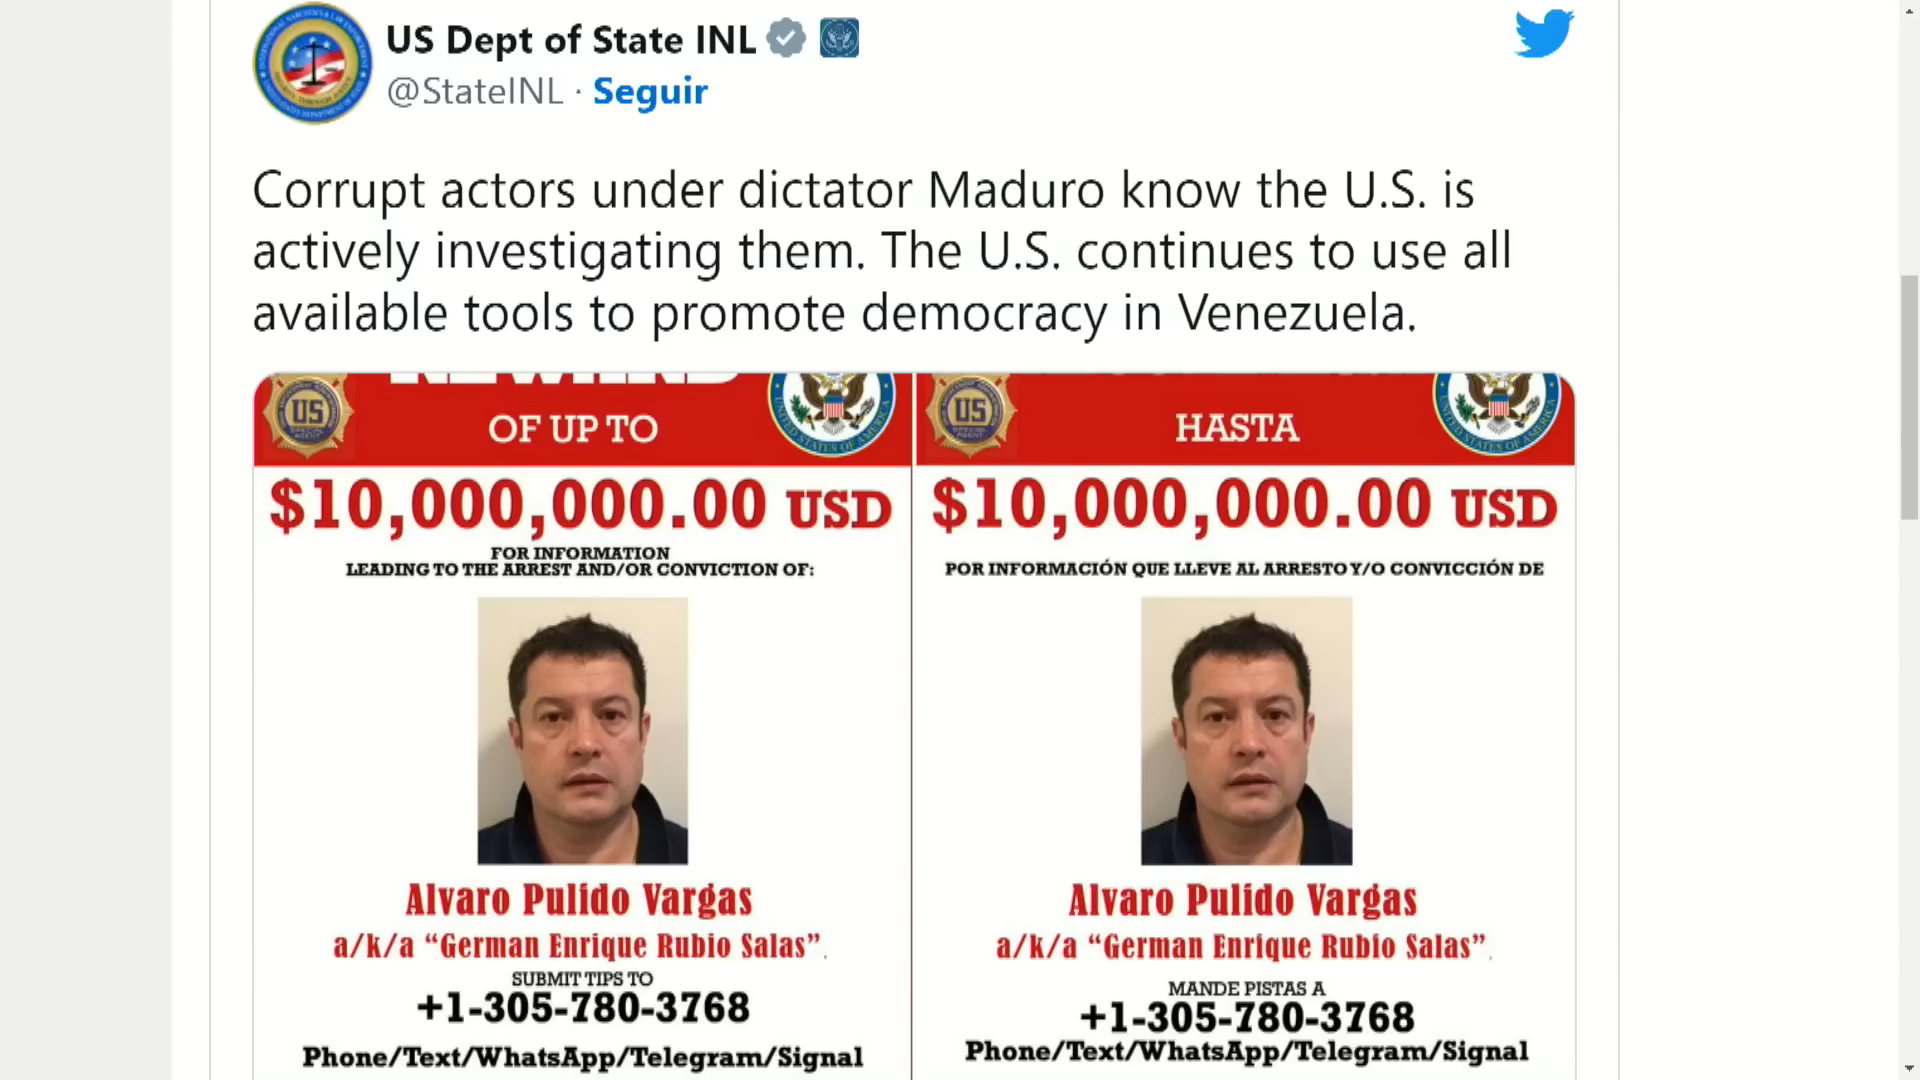 US Dept of State INL
@StateINL · Seguir
Corrupt actors under dictator Maduro know the U.S. is
actively investigating them. The U.S. continues to use all
available tools to promote democracy in Venezuela.
OF UP TO
$10,000,000.00 USD
FOR INFORMATION
LEADING TO THE ARREST AND/OR CONVICTION OF:
Alvaro Pulido Vargas
a/k/a “German Enrique Rubio Salas”.
SUBMIT TIPS TO
+1-305-780-3768
Phone/Text/WhatsApp/Telegram/Signal
HASTA
$10,000,000.00 USD
POR INFORMACIÓN QUE LLEVE AL ARRESTO Y/O CONVICCIÓN DE
Alvaro Pulido Vargas
a/k/a “German Enrique Rubio Salas”.
MANDE PISTAS A
+1-305-780-3768
Phone/Text/WhatsApp/Telegram/Signal
US
US